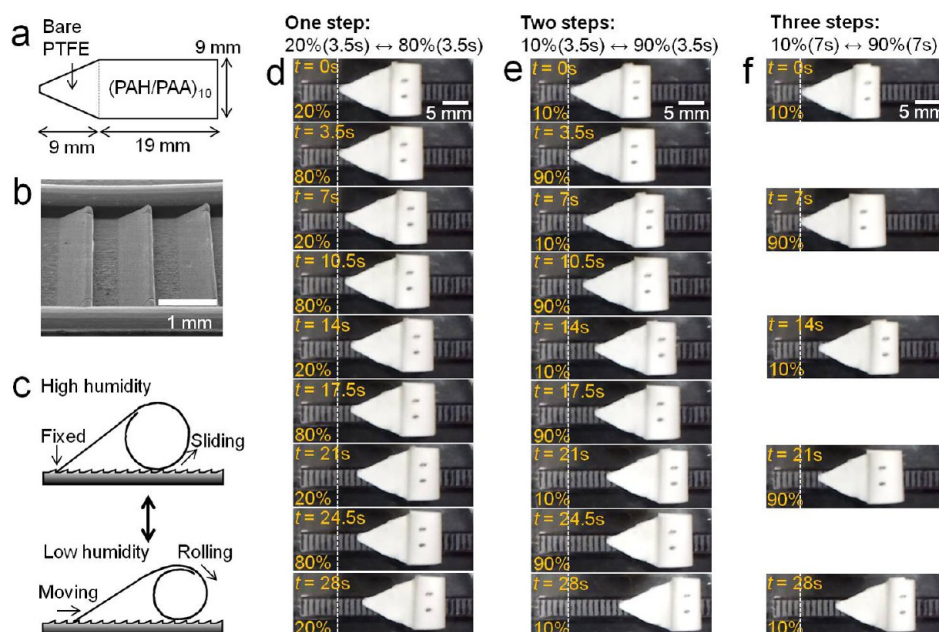 a
Bare
PTFE
9 mm
(PAH/PAA)10
9 mm
19 mm
b
1 mm
c
High humidity
Fixed
Sliding
Low humidity
Rolling
Moving
One step:
20%(3.5s) ↔ 80%(3.5s)
d
t = 0s
5 mm
20%
t = 3.5s
80%
t = 7s
20%
t = 10.5s
80%
t = 14s
20%
t = 17.5s
80%
t = 21s
20%
t = 24.5s
80%
t = 28s
20%
Two steps:
10%(3.5s) ↔ 90%(3.5s)
e
t = 0s
5 mm
10%
t = 3.5s
90%
t = 7s
10%
t = 10.5s
90%
t = 14s
10%
t = 17.5s
90%
t = 21s
10%
t = 24.5s
90%
t = 28s
10%
Three steps:
10%(7s) ↔ 90%(7s)
f
t = 0s
5 mm
10%
t = 7s
90%
t = 14s
10%
t = 21s
90%
t = 28s
10%